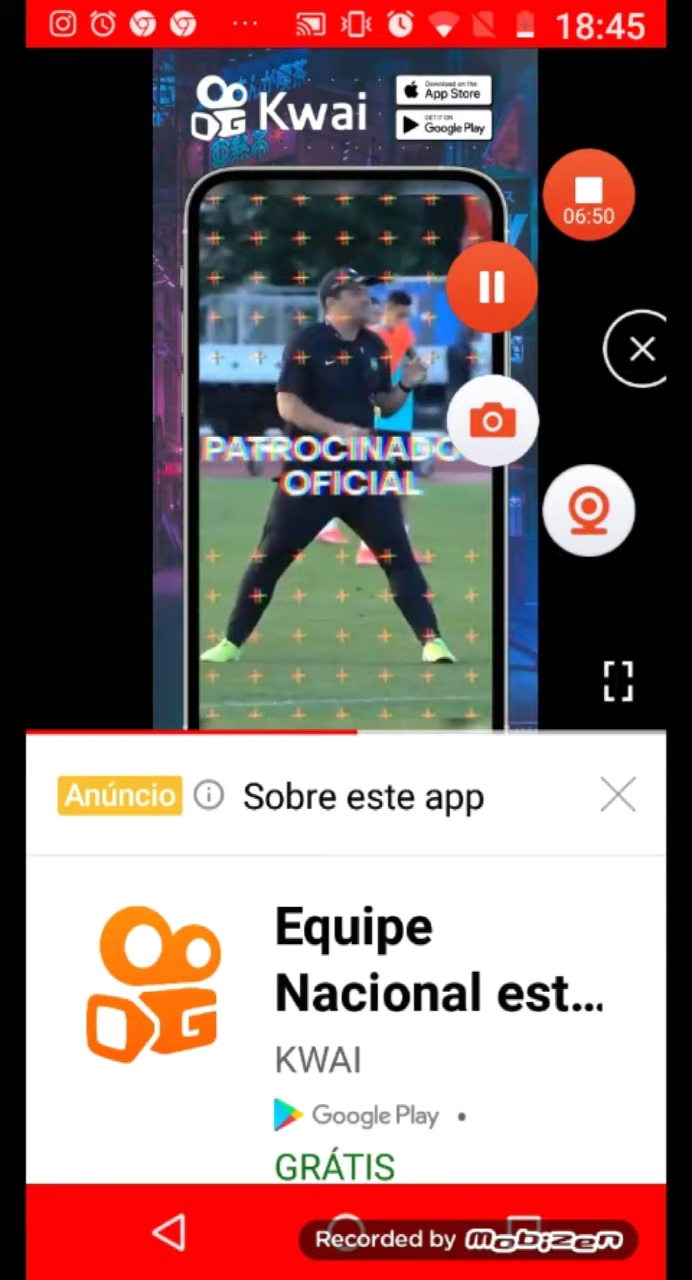 18:45
Kwai
Download on the
App Store
GET IT ON
Google Play
06:50
PATROCINADO
OFICIAL
Anúncio
Sobre este app
Equipe
Nacional est...
KWAI
Google Play •
GRÁTIS
Recorded by mobizen